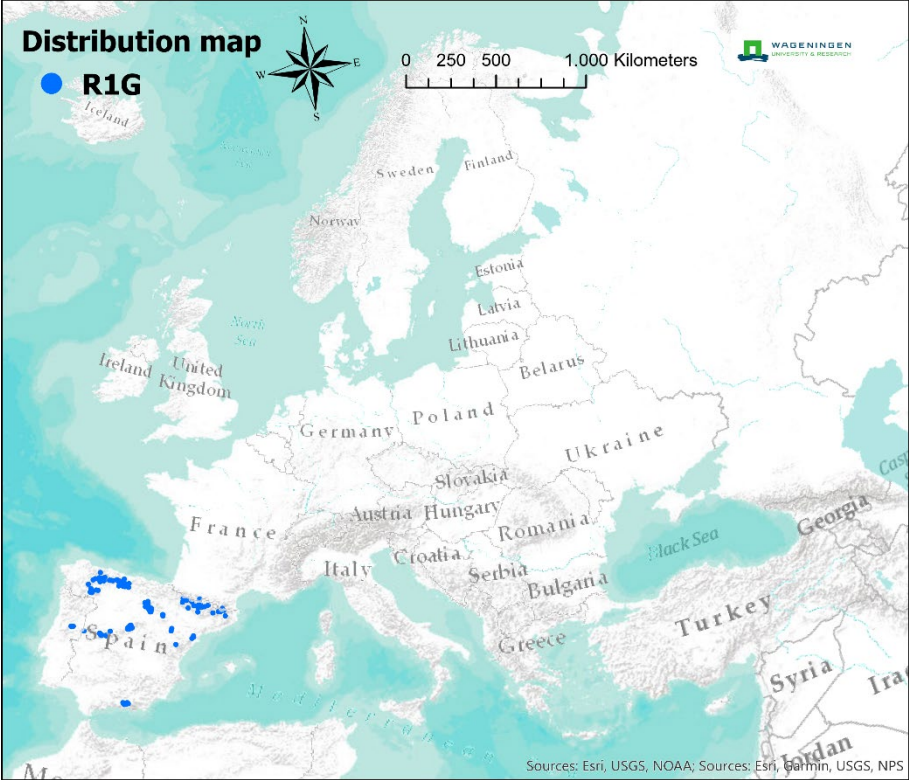 Distribution map
R1G
N
W
E
S
0 250 500 1.000 Kilometers
WAGENINGEN
UNIVERSITY & RESEARCH
Iceland
Sweden
Finland
Norway
Estonia
Latvia
Lithuania
Belarus
North
Sea
Ireland
United
Kingdom
Germany
Poland
Ukraine
Slovakia
Austria
Hungary
France
Romania
Croatia
Italy
Serbia
Black Sea
Georgia
Bulgaria
Turkey
Greece
Spain
Syria
Mediterranean
Jordan
Sources: Esri, USGS, NOAA; Sources: Esri, Garmin, USGS, NPS